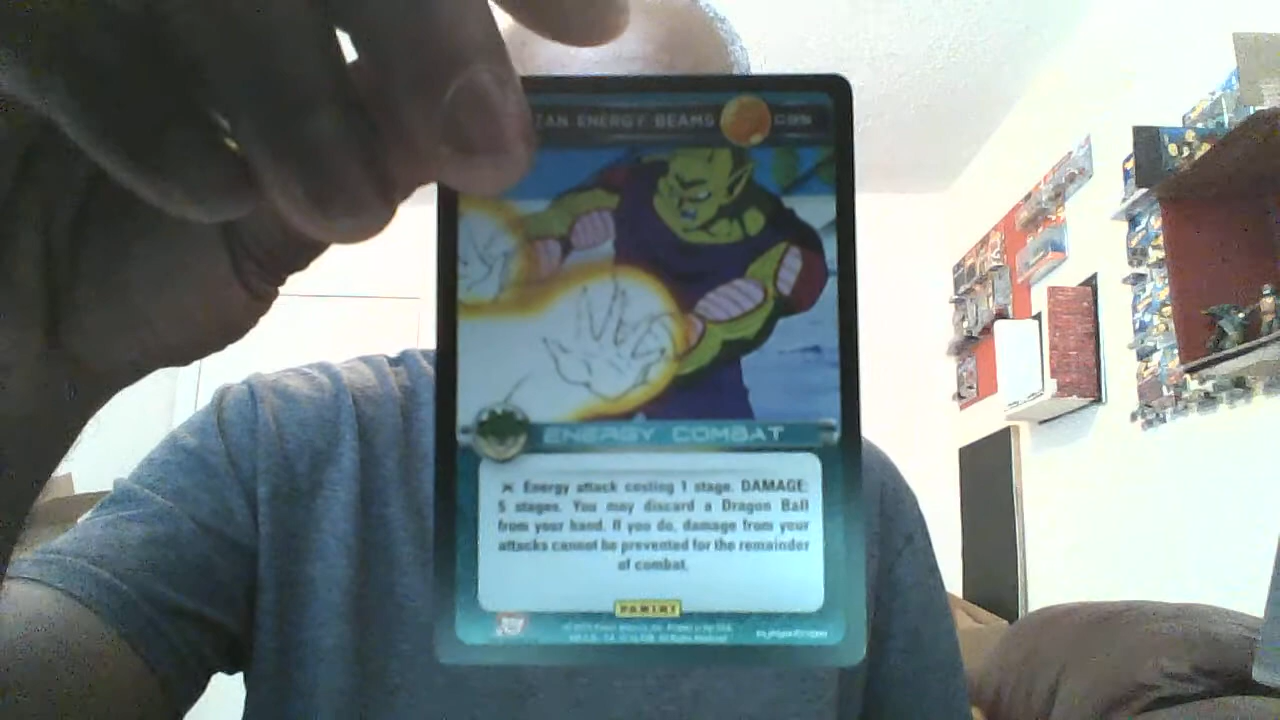 TAN ENERGY BEAMS C95
ENERGY COMBAT
Energy attack costing 1 stage. DAMAGE:
5 stages. You may discard a Dragon Ball
from your hand. If you do, damage from your
attacks cannot be prevented for the remainder
of combat.
PANINI